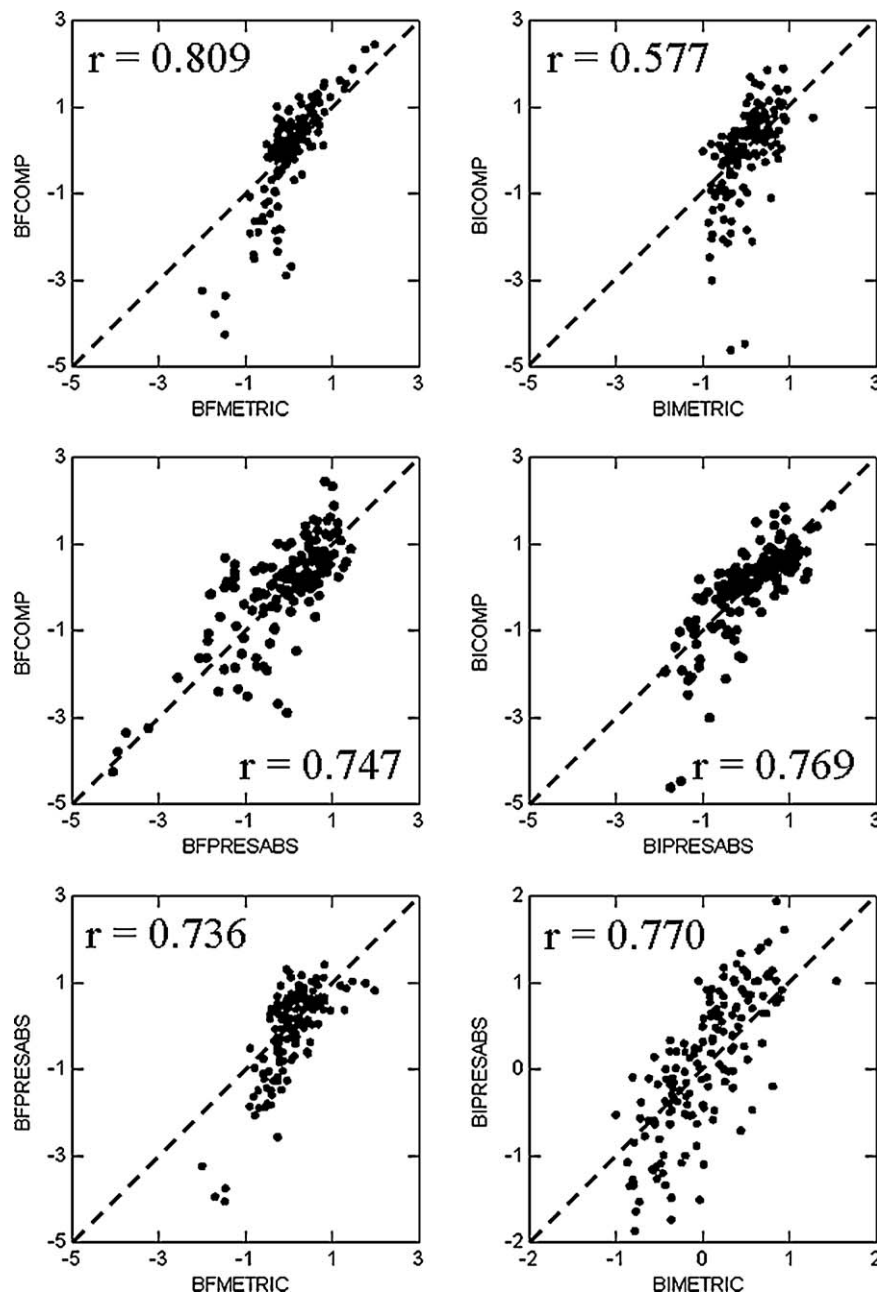 3
r = 0.809
1
BFCOMP
-1
-3
-5
-5 -3 -1 1 3
BFMETRIC
3
r = 0.577
1
BICOMP
-1
-3
-5
-5 -3 -1 1 3
BIMETRIC
3
1
BFCOMP
-1
-3
r = 0.747
-5
-5 -3 -1 1 3
BFPRESABS
3
1
BICOMP
-1
-3
r = 0.769
-5
-5 -3 -1 1 3
BIPRESABS
3
r = 0.736
1
BFPRESABS
-1
-3
-5
-5 -3 -1 1 3
BFMETRIC
2
r = 0.770
1
BIPRESABS
0
-1
-2
-2 -1 0 1 2
BIMETRIC